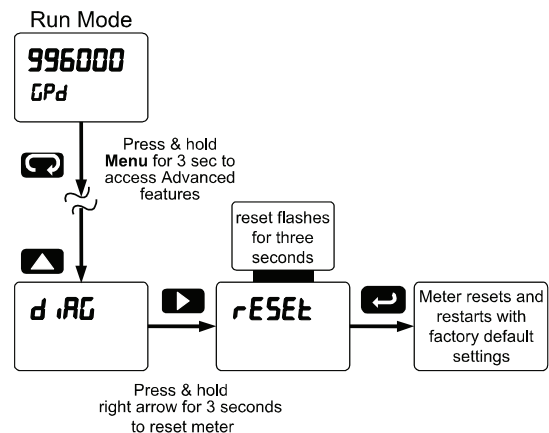 Run Mode
996000
GPd
Press & hold
Menu for 3 sec to
access Advanced
features
reset flashes
for three
seconds
diAG
rESEt
Meter resets and
restarts with
factory default
settings
Press & hold
right arrow for 3 seconds
to reset meter